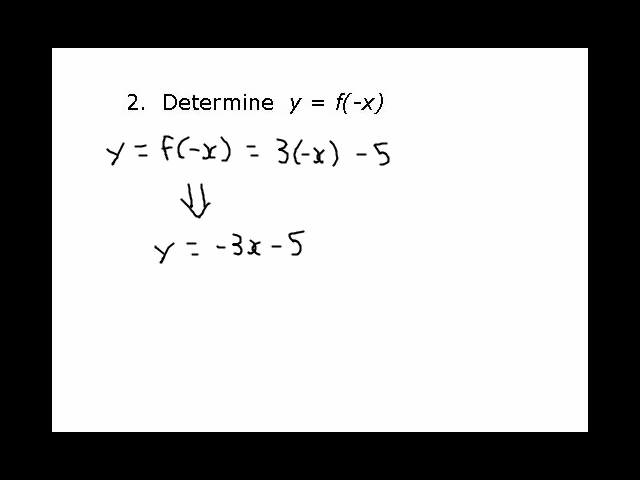 2. Determine y = f(-x)
y = f(-x) = 3(-x) - 5
⇓
y = -3x - 5